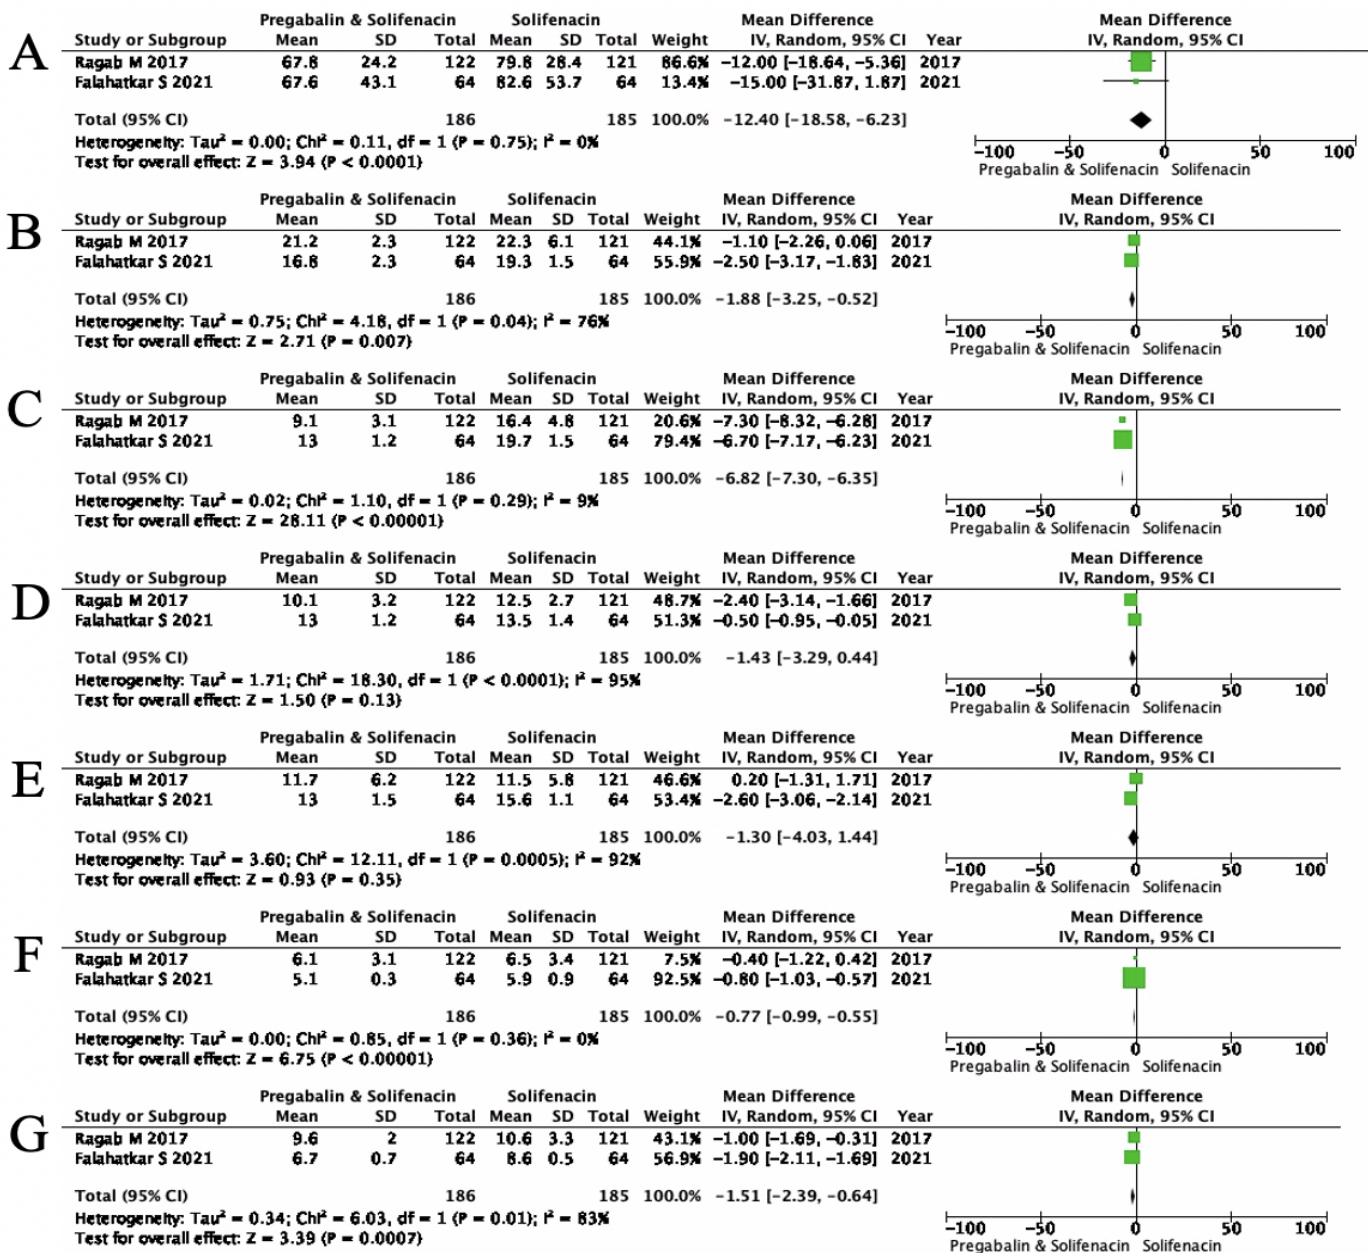 A
Pregabalin & Solifenacin Solifenacin Mean Difference Mean Difference
Study or Subgroup Mean SD Total Mean SD Total Weight IV, Random, 95% CI Year IV, Random, 95% CI
Ragab M 2017 67.8 24.2 122 79.8 28.4 121 86.6% −12.00 [−18.64, −5.36] 2017
Falahatkar S 2021 67.6 43.1 64 82.6 53.7 64 13.4% −15.00 [−31.87, 1.87] 2021
Total (95% CI) 186 185 100.0% −12.40 [−18.58, −6.23]
Heterogeneity: Tau² = 0.00; Chi² = 0.11, df = 1 (P = 0.75); I² = 0%
Test for overall effect: Z = 3.94 (P < 0.0001)
−100 −50 0 50 100
Pregabalin & Solifenacin Solifenacin
B
Pregabalin & Solifenacin Solifenacin Mean Difference Mean Difference
Study or Subgroup Mean SD Total Mean SD Total Weight IV, Random, 95% CI Year IV, Random, 95% CI
Ragab M 2017 21.2 2.3 122 22.3 6.1 121 44.1% −1.10 [−2.26, 0.06] 2017
Falahatkar S 2021 16.8 2.3 64 19.3 1.5 64 55.9% −2.50 [−3.17, −1.83] 2021
Total (95% CI) 186 185 100.0% −1.88 [−3.25, −0.52]
Heterogeneity: Tau² = 0.75; Chi² = 4.18, df = 1 (P = 0.04); I² = 76%
Test for overall effect: Z = 2.71 (P = 0.007)
−100 −50 0 50 100
Pregabalin & Solifenacin Solifenacin
C
Pregabalin & Solifenacin Solifenacin Mean Difference Mean Difference
Study or Subgroup Mean SD Total Mean SD Total Weight IV, Random, 95% CI Year IV, Random, 95% CI
Ragab M 2017 9.1 3.1 122 16.4 4.8 121 20.6% −7.30 [−8.32, −6.28] 2017
Falahatkar S 2021 13 1.2 64 19.7 1.5 64 79.4% −6.70 [−7.17, −6.23] 2021
Total (95% CI) 186 185 100.0% −6.82 [−7.30, −6.35]
Heterogeneity: Tau² = 0.02; Chi² = 1.10, df = 1 (P = 0.29); I² = 9%
Test for overall effect: Z = 28.11 (P < 0.00001)
−100 −50 0 50 100
Pregabalin & Solifenacin Solifenacin
D
Pregabalin & Solifenacin Solifenacin Mean Difference Mean Difference
Study or Subgroup Mean SD Total Mean SD Total Weight IV, Random, 95% CI Year IV, Random, 95% CI
Ragab M 2017 10.1 3.2 122 12.5 2.7 121 48.7% −2.40 [−3.14, −1.66] 2017
Falahatkar S 2021 13 1.2 64 13.5 1.4 64 51.3% −0.50 [−0.95, −0.05] 2021
Total (95% CI) 186 185 100.0% −1.43 [−3.29, 0.44]
Heterogeneity: Tau² = 1.71; Chi² = 18.30, df = 1 (P < 0.0001); I² = 95%
Test for overall effect: Z = 1.50 (P = 0.13)
−100 −50 0 50 100
Pregabalin & Solifenacin Solifenacin
E
Pregabalin & Solifenacin Solifenacin Mean Difference Mean Difference
Study or Subgroup Mean SD Total Mean SD Total Weight IV, Random, 95% CI Year IV, Random, 95% CI
Ragab M 2017 11.7 6.2 122 11.5 5.8 121 46.6% 0.20 [−1.31, 1.71] 2017
Falahatkar S 2021 13 1.5 64 15.6 1.1 64 53.4% −2.60 [−3.06, −2.14] 2021
Total (95% CI) 186 185 100.0% −1.30 [−4.03, 1.44]
Heterogeneity: Tau² = 3.60; Chi² = 12.11, df = 1 (P = 0.0005); I² = 92%
Test for overall effect: Z = 0.93 (P = 0.35)
−100 −50 0 50 100
Pregabalin & Solifenacin Solifenacin
F
Pregabalin & Solifenacin Solifenacin Mean Difference Mean Difference
Study or Subgroup Mean SD Total Mean SD Total Weight IV, Random, 95% CI Year IV, Random, 95% CI
Ragab M 2017 6.1 3.1 122 6.5 3.4 121 7.5% −0.40 [−1.22, 0.42] 2017
Falahatkar S 2021 5.1 0.3 64 5.9 0.9 64 92.5% −0.80 [−1.03, −0.57] 2021
Total (95% CI) 186 185 100.0% −0.77 [−0.99, −0.55]
Heterogeneity: Tau² = 0.00; Chi² = 0.85, df = 1 (P = 0.36); I² = 0%
Test for overall effect: Z = 6.75 (P < 0.00001)
−100 −50 0 50 100
Pregabalin & Solifenacin Solifenacin
G
Pregabalin & Solifenacin Solifenacin Mean Difference Mean Difference
Study or Subgroup Mean SD Total Mean SD Total Weight IV, Random, 95% CI Year IV, Random, 95% CI
Ragab M 2017 9.6 2 122 10.6 3.3 121 43.1% −1.00 [−1.69, −0.31] 2017
Falahatkar S 2021 6.7 0.7 64 8.6 0.5 64 56.9% −1.90 [−2.11, −1.69] 2021
Total (95% CI) 186 185 100.0% −1.51 [−2.39, −0.64]
Heterogeneity: Tau² = 0.34; Chi² = 6.03, df = 1 (P = 0.01); I² = 83%
Test for overall effect: Z = 3.39 (P = 0.0007)
−100 −50 0 50 100
Pregabalin & Solifenacin Solifenacin